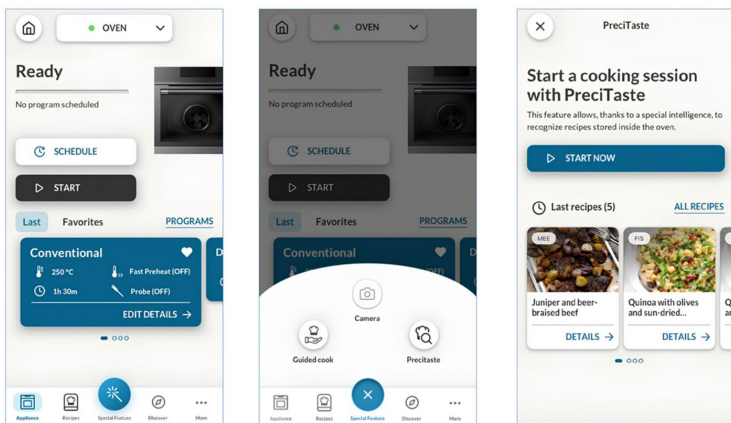 OVEN
Ready
No program scheduled
SCHEDULE
START
Last Favorites PROGRAMS
Conventional D
250 °C Fast Preheat (OFF)
1h 30m Probe (OFF)
EDIT DETAILS →
Appliance Recipes Special Feature Discover More
OVEN
Ready
No program scheduled
SCHEDULE
START
Last Favorites PROGRAMS
Conventional D
(OFF)
Camera
Guided cook Precitaste
Appliance Recipes Special Feature Discover More
PreciTaste
Start a cooking session
with PreciTaste
This feature allows, thanks to a special intelligence, to
recognize recipes stored inside the oven.
START NOW
Last recipes (5) ALL RECIPES
MEE FIS
Juniper and beer- Quinoa with olives Q
braised beef and sun-dried... a
DETAILS → DETAILS →